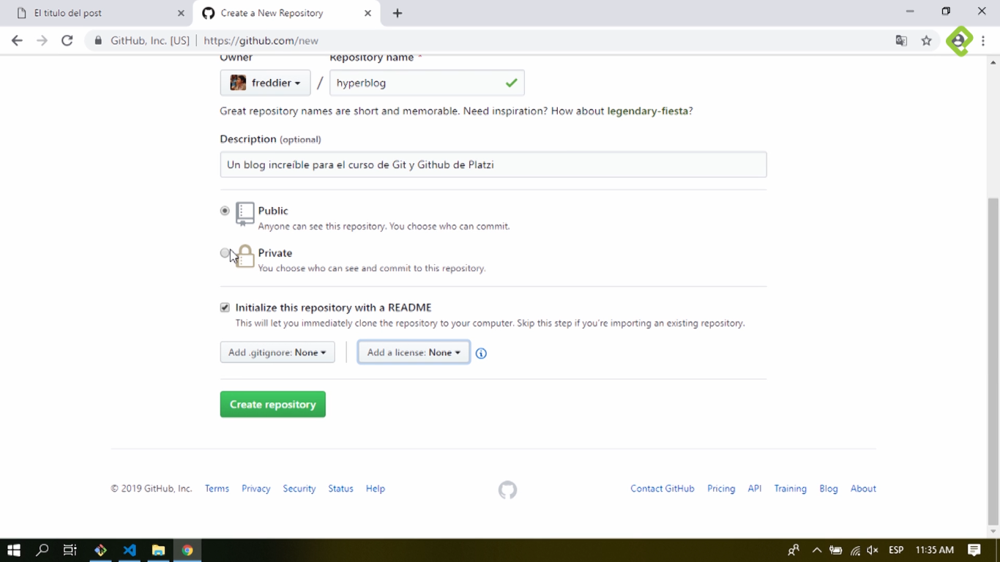 El titulo del post
Create a New Repository
GitHub, Inc. [US] | https://github.com/new
Owner Repository name *
freddier / hyperblog
Great repository names are short and memorable. Need inspiration? How about legendary-fiesta?
Description (optional)
Un blog increíble para el curso de Git y Github de Platzi
Public
Anyone can see this repository. You choose who can commit.
Private
You choose who can see and commit to this repository.
Initialize this repository with a README
This will let you immediately clone the repository to your computer. Skip this step if you're importing an existing repository.
Add .gitignore: None Add a license: None
Create repository
© 2019 GitHub, Inc. Terms Privacy Security Status Help Contact GitHub Pricing API Training Blog About
ESP 11:35 AM